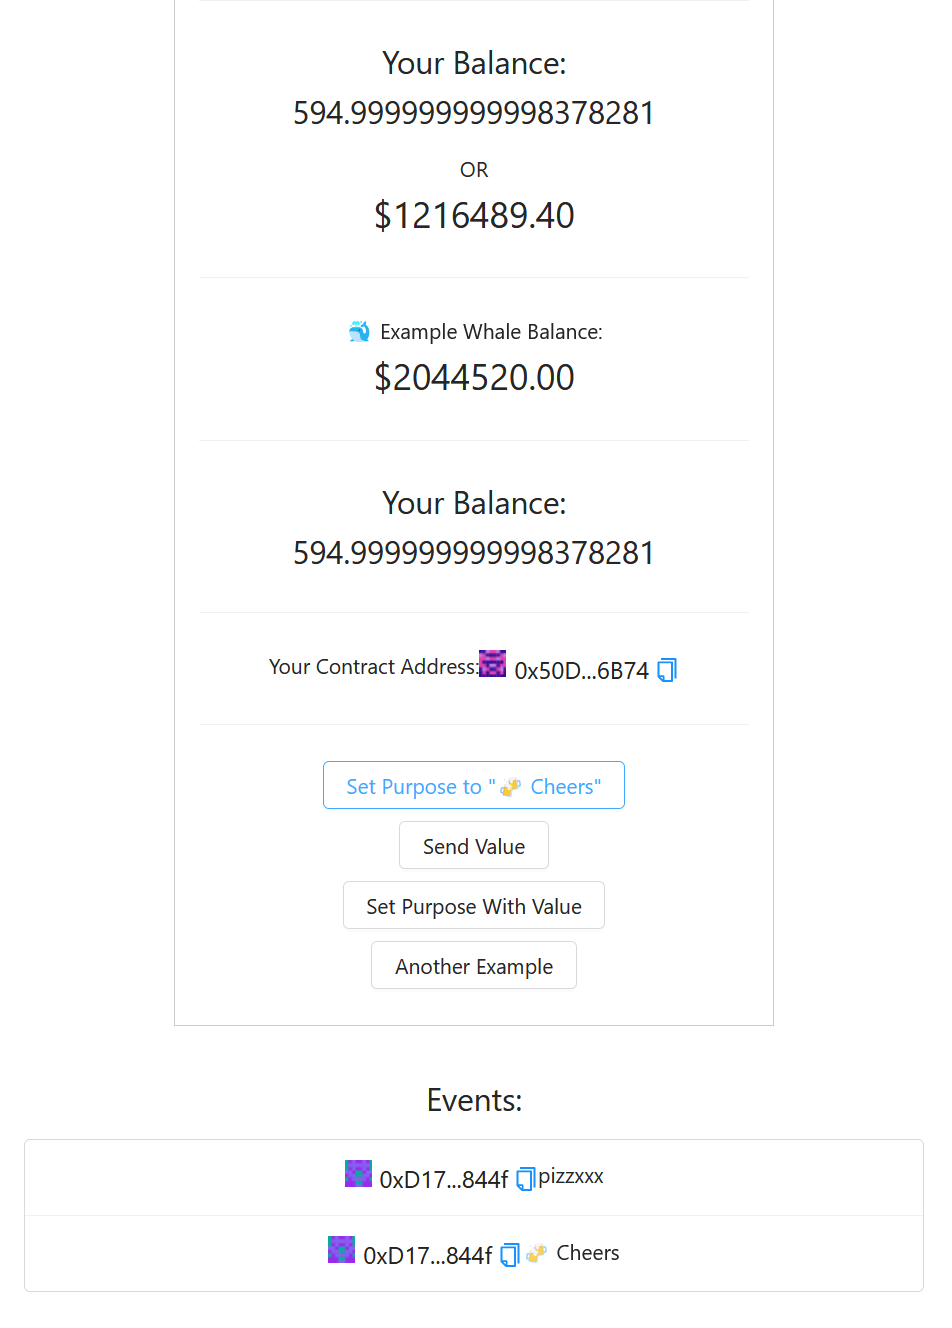 Your Balance:
594.999999999998378281
OR
$1216489.40
🐳 Example Whale Balance:
$2044520.00
Your Balance:
594.999999999998378281
Your Contract Address: 0x50D...6B74
Set Purpose to "🍻 Cheers"
Send Value
Set Purpose With Value
Another Example
Events:
0xD17...844f pizzxxx
0xD17...844f 🍻 Cheers